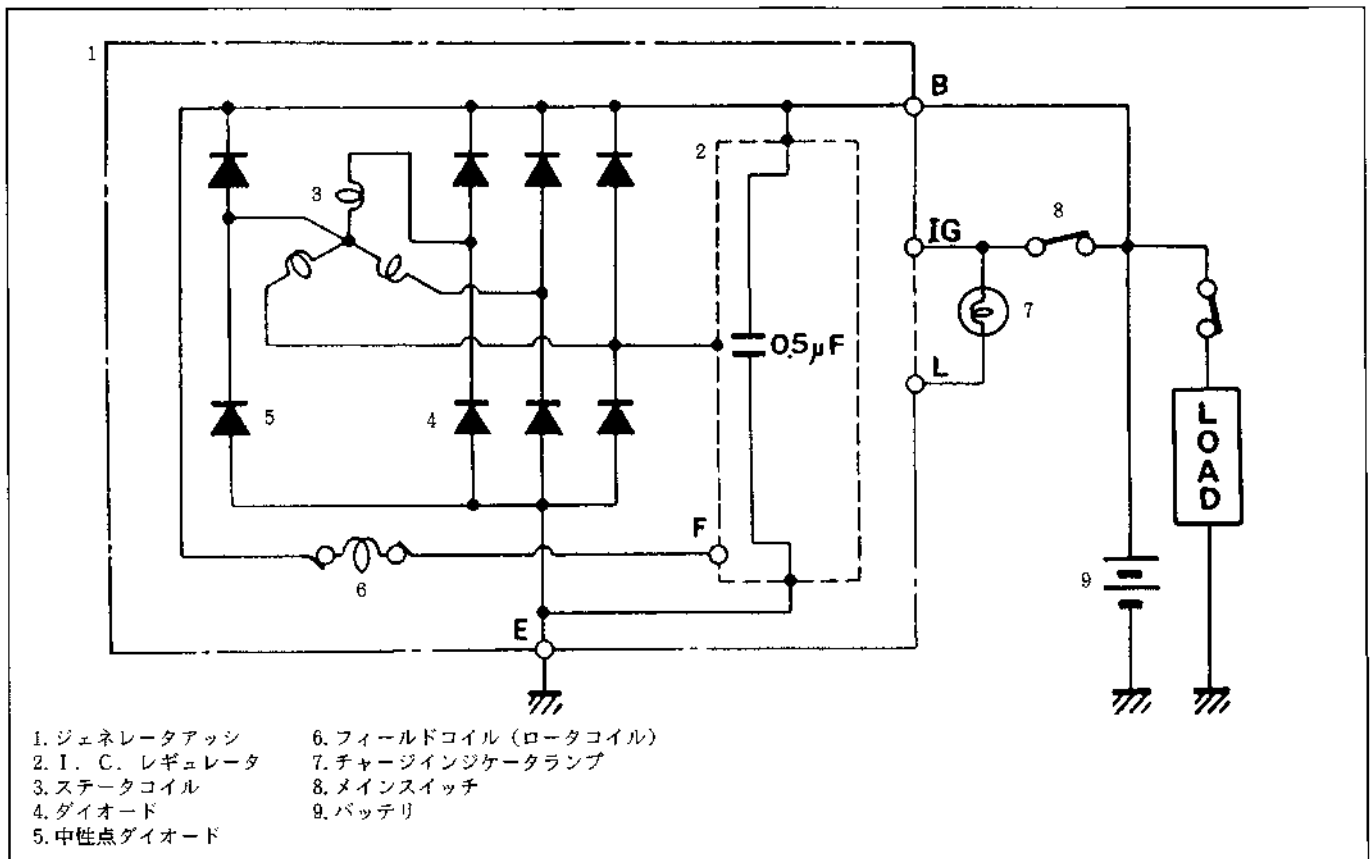 1
B
2
3
8
IG
7
0.5μF
L
5
4
LOAD
F
6
9
E
1. ジェネレータアッシ
2. I. C. レギュレータ
3. ステータコイル
4. ダイオード
5. 中性点ダイオード
6. フィールドコイル（ロータコイル）
7. チャージインジケータランプ
8. メインスイッチ
9. バッテリ